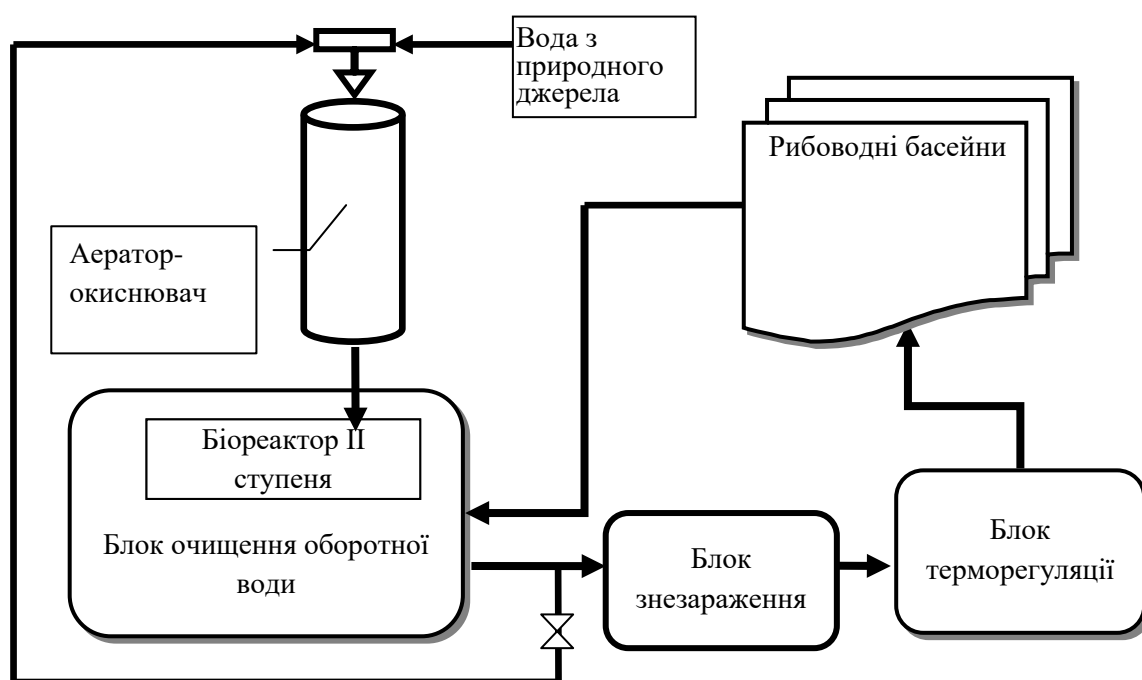 Вода з
природного
джерела
Рибоводні басейни
Аератор-
окиснювач
Біореактор ІІ
ступеня
Блок очищення оборотної
води
Блок
знезараження
Блок
терморегуляції